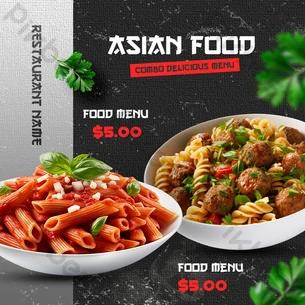 RESTAURANT NAME
ASIAN FOOD
COMBO DELICIOUS MENU
FOOD MENU
$5.00
FOOD MENU
$5.00